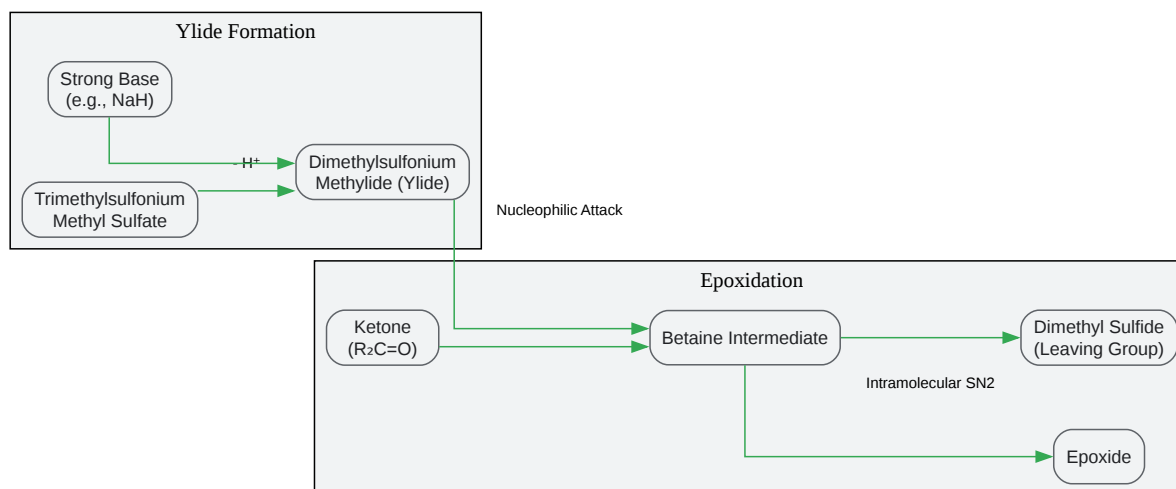 Ylide Formation
Strong Base
(e.g., NaH)
- H⁺
Dimethylsulfonium
Methylide (Ylide)
Trimethylsulfonium
Methyl Sulfate
Nucleophilic Attack
Epoxidation
Ketone
(R₂C=O)
Betaine Intermediate
Dimethyl Sulfide
(Leaving Group)
Intramolecular SN2
Epoxide